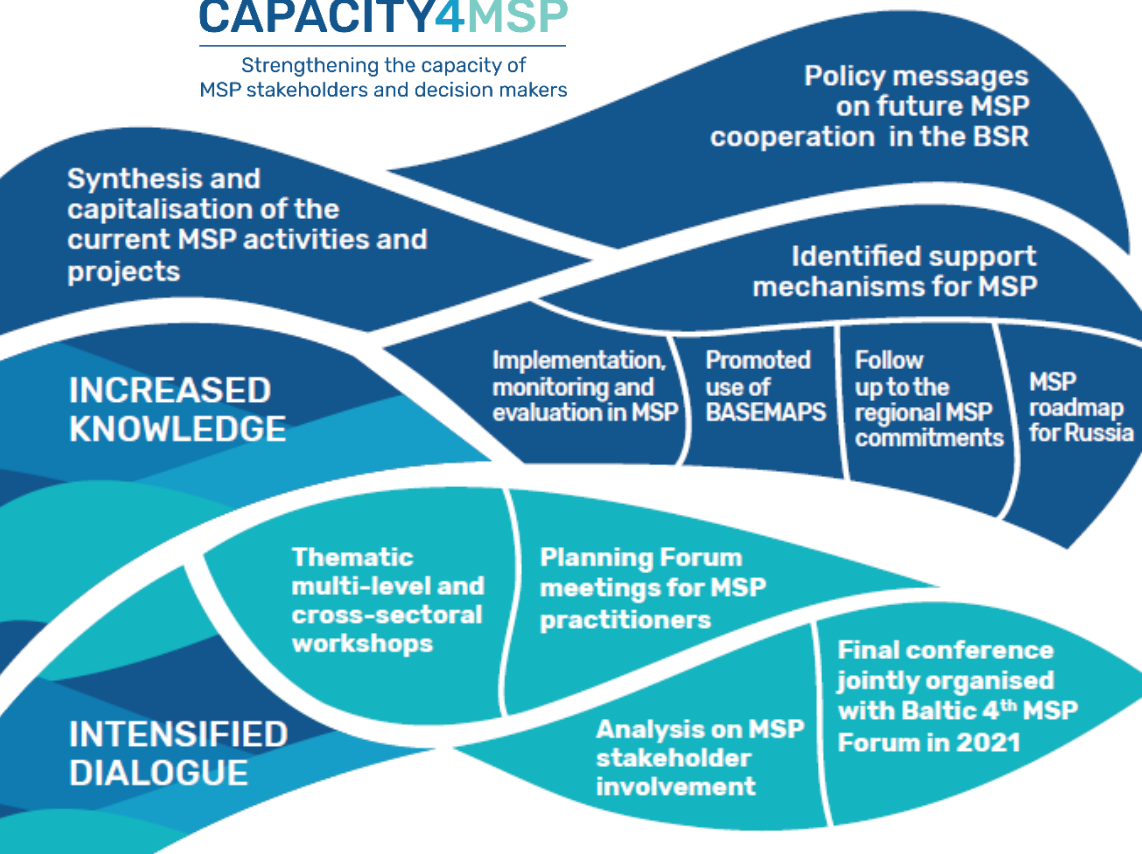 CAPACITY4MSP
Strengthening the capacity of
MSP stakeholders and decision makers
Policy messages
on future MSP
cooperation in the BSR
Synthesis and
capitalisation of the
current MSP activities and
projects
Identified support
mechanisms for MSP
INCREASED
KNOWLEDGE
Implementation,
monitoring and
evaluation in MSP
Promoted
use of
BASEMAPS
Follow
up to the
regional MSP
commitments
MSP
roadmap
for Russia
Thematic
multi-level and
cross-sectoral
workshops
Planning Forum
meetings for MSP
practitioners
INTENSIFIED
DIALOGUE
Analysis on MSP
stakeholder
involvement
Final conference
jointly organised
with Baltic 4th MSP
Forum in 2021